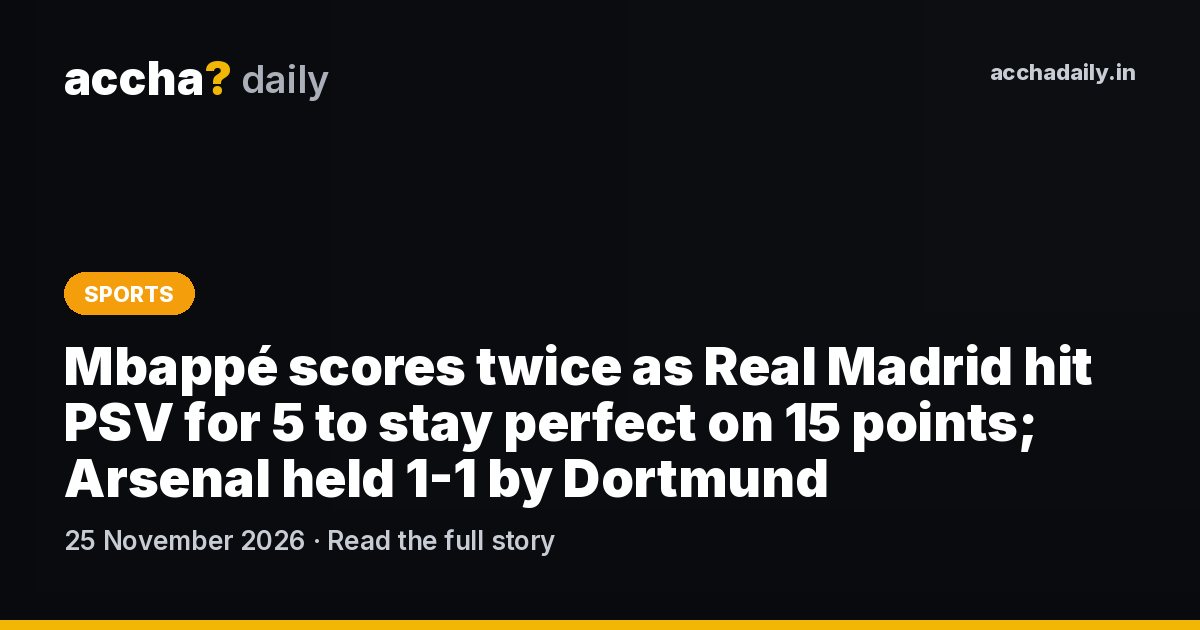 accha? daily
acchadaily.in
SPORTS
Mbappé scores twice as Real Madrid hit
PSV for 5 to stay perfect on 15 points;
Arsenal held 1-1 by Dortmund
25 November 2026 · Read the full story